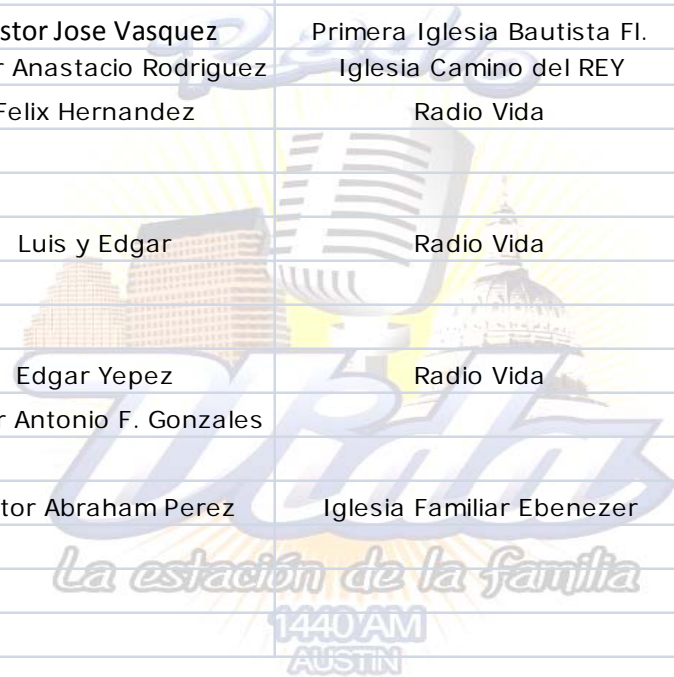 Radio
stor Jose Vasquez Primera Iglesia Bautista Fl.
r Anastacio Rodriguez Iglesia Camino del REY
Felix Hernandez Radio Vida
Luis y Edgar Radio Vida
Edgar Yepez Radio Vida
r Antonio F. Gonzales
Vida
tor Abraham Perez Iglesia Familiar Ebenezer
La estación de la familia
1440 AM
AUSTIN